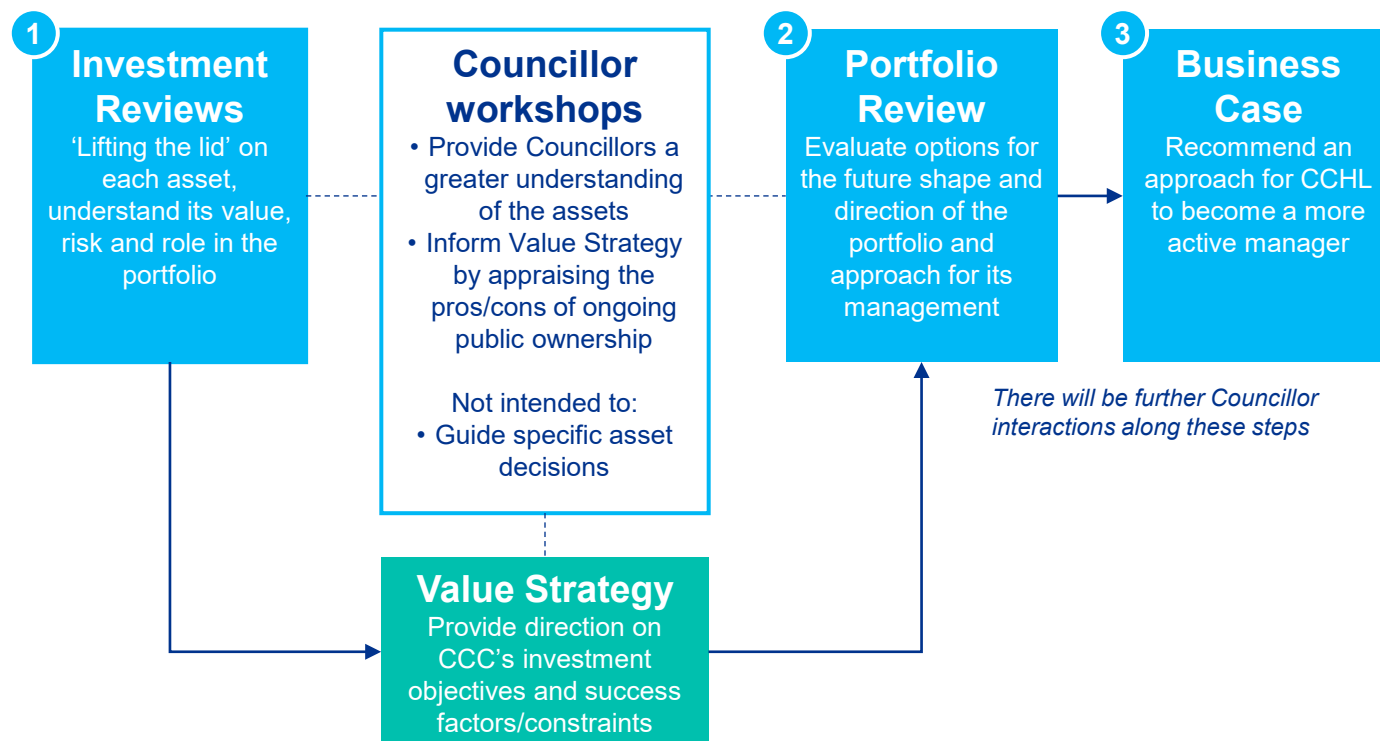 1
Investment
Reviews
‘Lifting the lid’ on
each asset,
understand its value,
risk and role in the
portfolio
Councillor
workshops
• Provide Councillors a
greater understanding
of the assets
• Inform Value Strategy
by appraising the
pros/cons of ongoing
public ownership
Not intended to:
• Guide specific asset
decisions
2
Portfolio
Review
Evaluate options for
the future shape and
direction of the
portfolio and
approach for its
management
3
Business
Case
Recommend an
approach for CCHL
to become a more
active manager
There will be further Councillor
interactions along these steps
Value Strategy
Provide direction on
CCC’s investment
objectives and success
factors/constraints